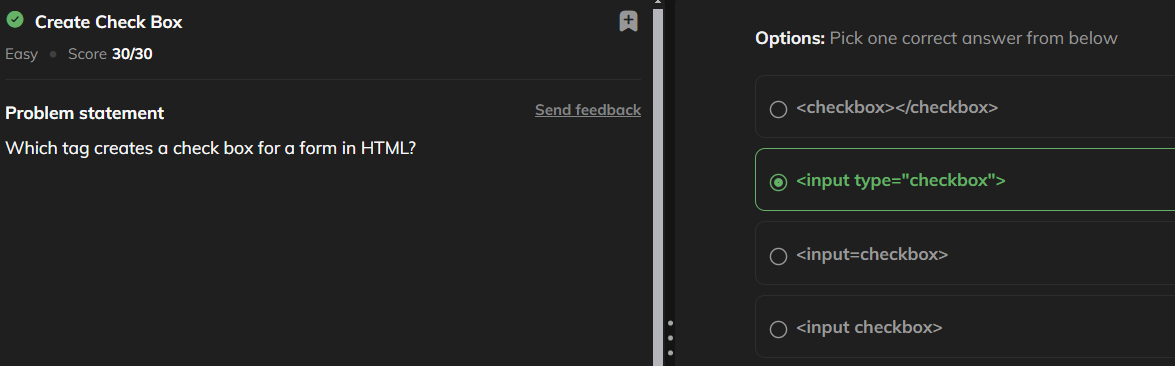 Create Check Box
Easy • Score 30/30
Problem statement
Send feedback
Which tag creates a check box for a form in HTML?
Options: Pick one correct answer from below
<checkbox></checkbox>
<input type="checkbox">
<input=checkbox>
<input checkbox>